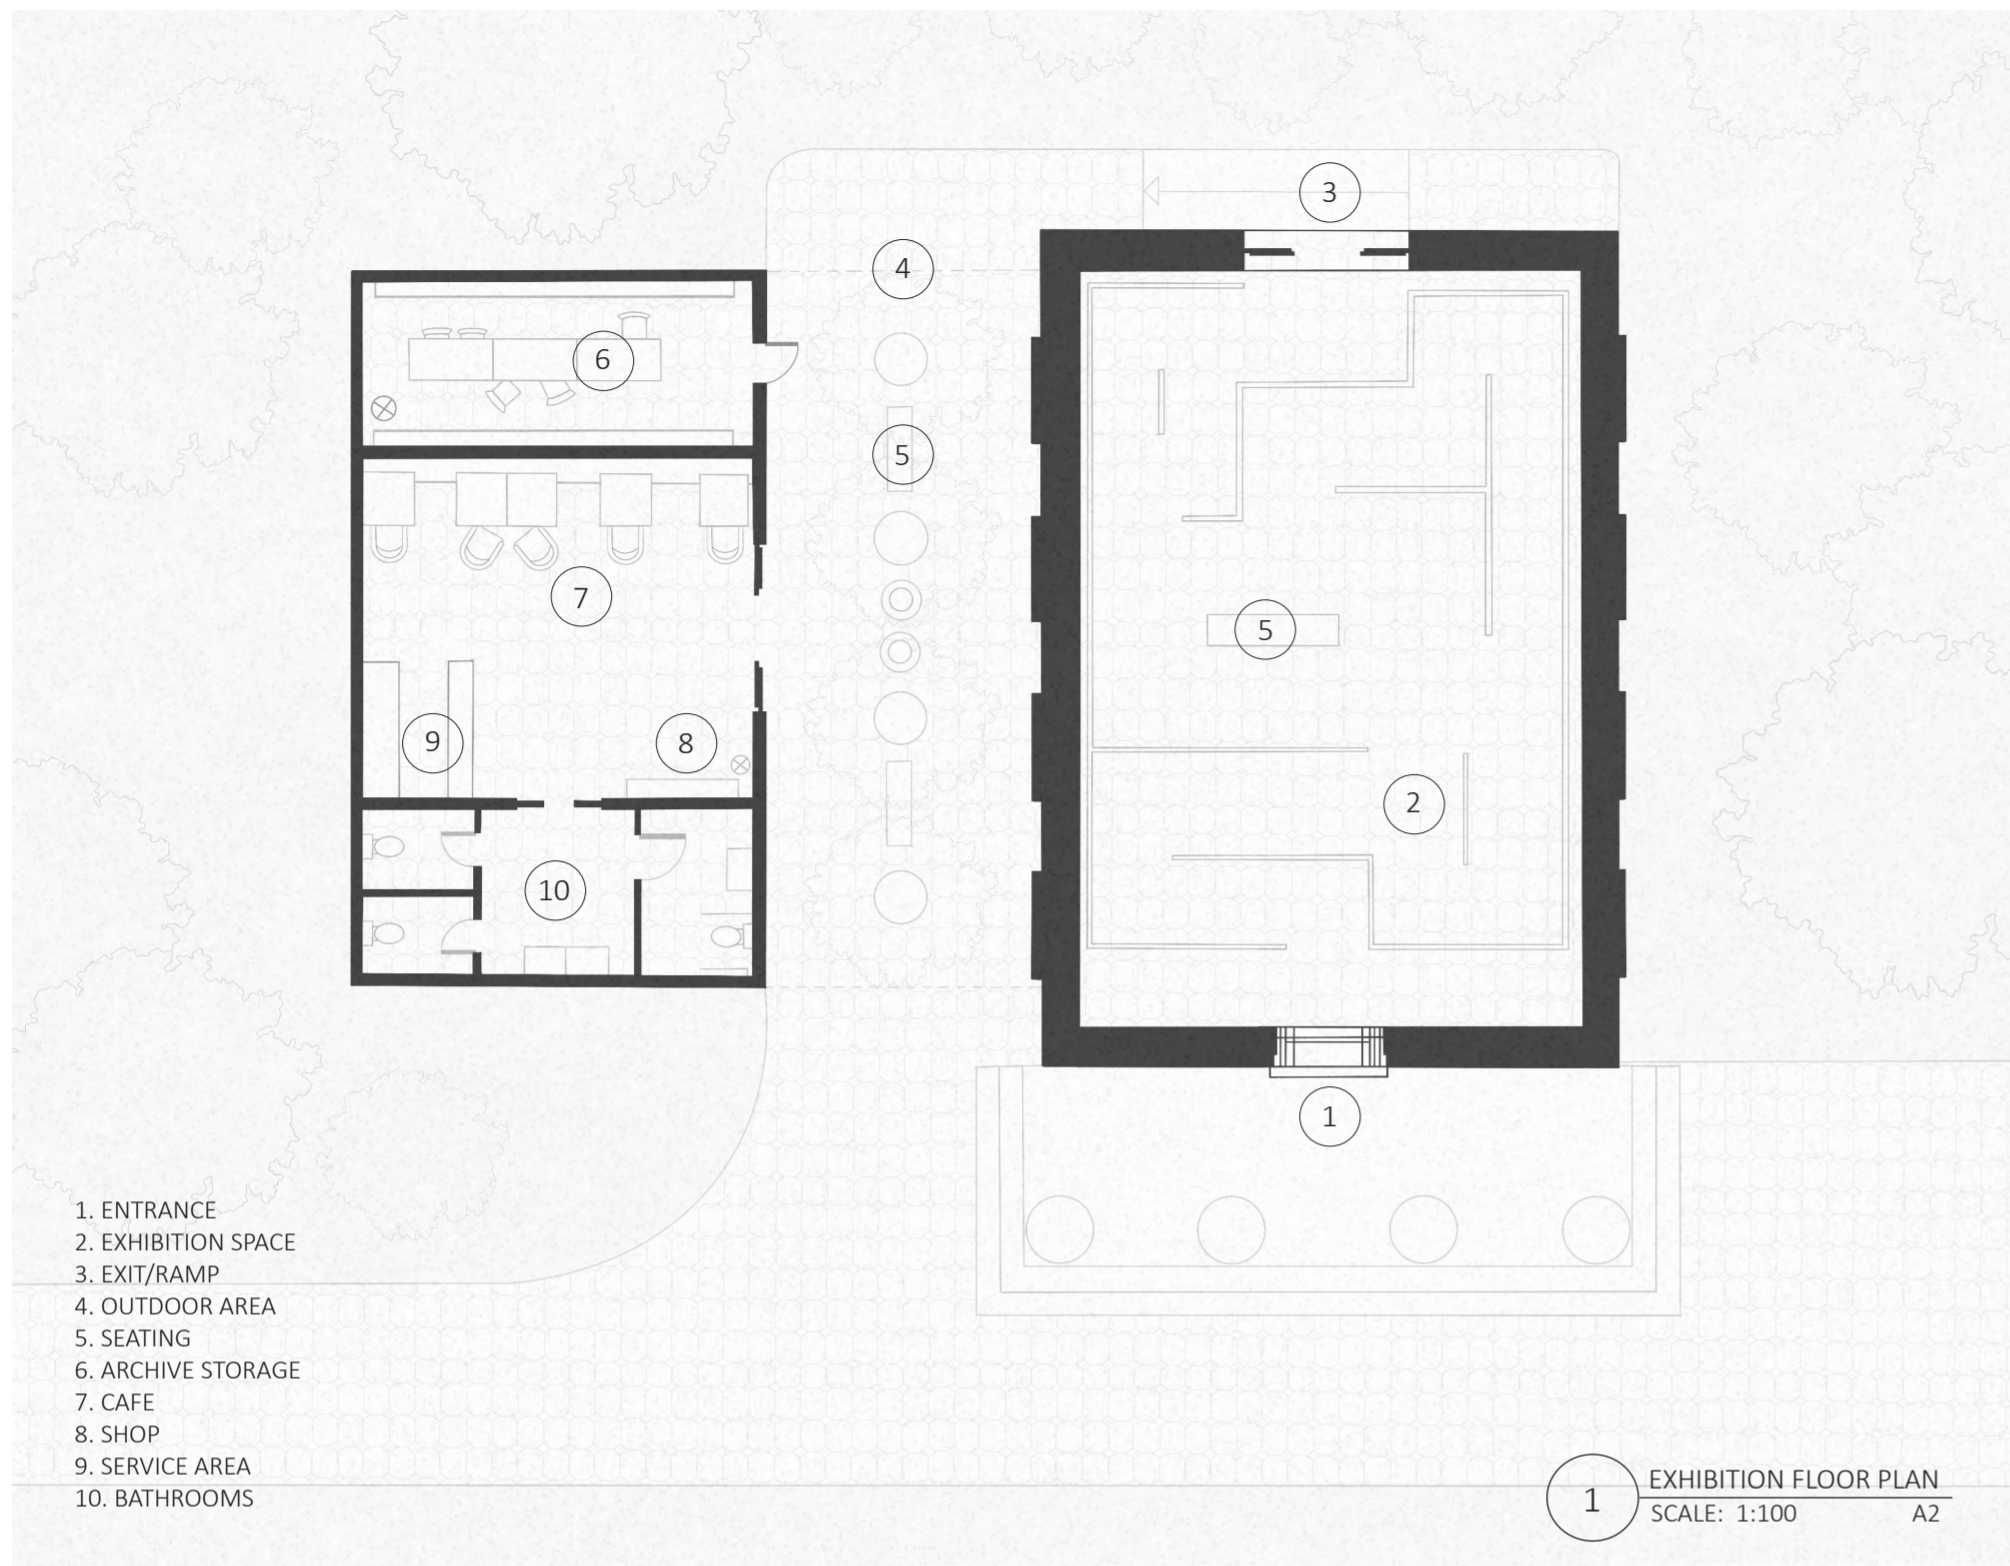 3
4
6
5
7
5
9
8
2
10
1
1. ENTRANCE
2. EXHIBITION SPACE
3. EXIT/RAMP
4. OUTDOOR AREA
5. SEATING
6. ARCHIVE STORAGE
7. CAFE
8. SHOP
9. SERVICE AREA
10. BATHROOMS
1
EXHIBITION FLOOR PLAN
SCALE: 1:100 A2